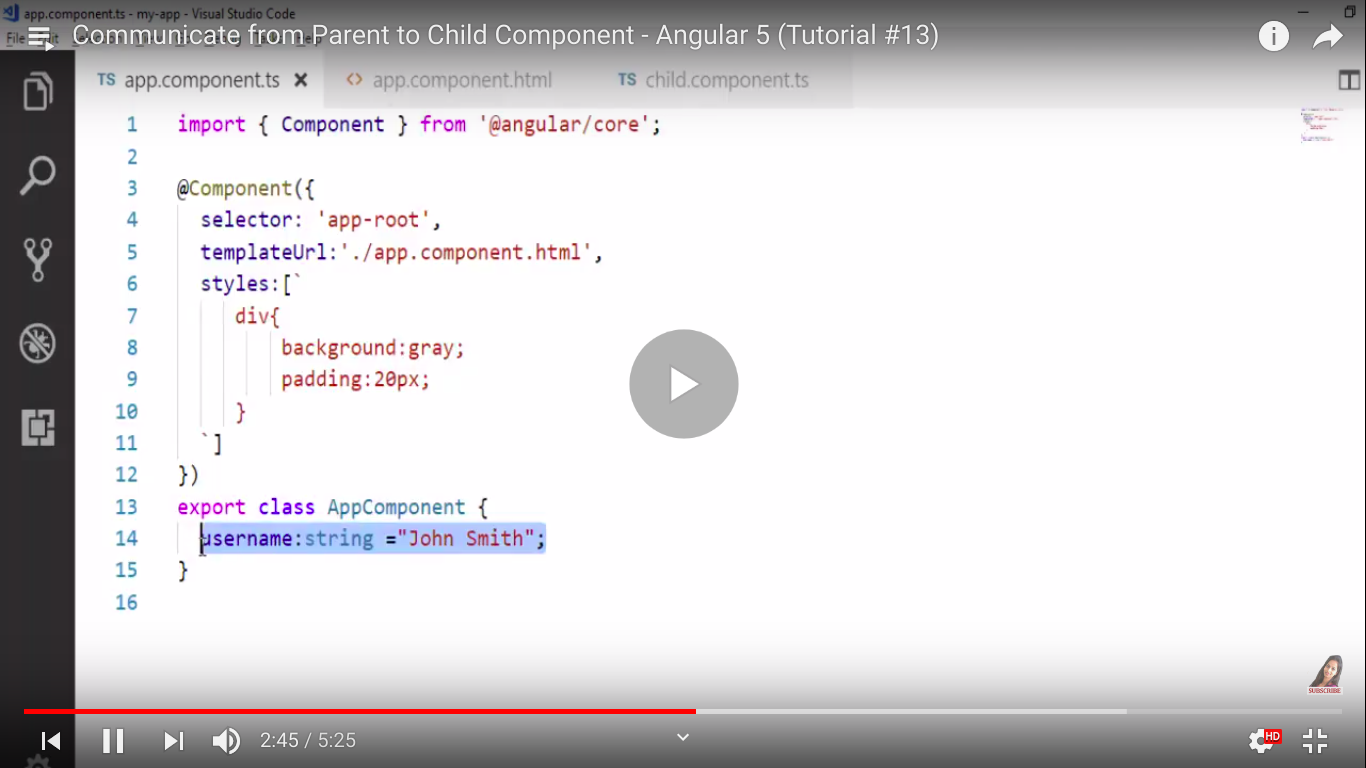 app.component.ts - my-app - Visual Studio Code
Communicate from Parent to Child Component - Angular 5 (Tutorial #13)
TS app.component.ts
<> app.component.html
TS child.component.ts
1 import { Component } from '@angular/core';
2
3 @Component({
4 selector: 'app-root',
5 templateUrl:'./app.component.html',
6 styles:[`
7 div{
8 background:gray;
9 padding:20px;
10 }
11 `]
12 })
13 export class AppComponent {
14 username:string ="John Smith";
15 }
16
SUBSCRIBE
2:45 / 5:25
HD